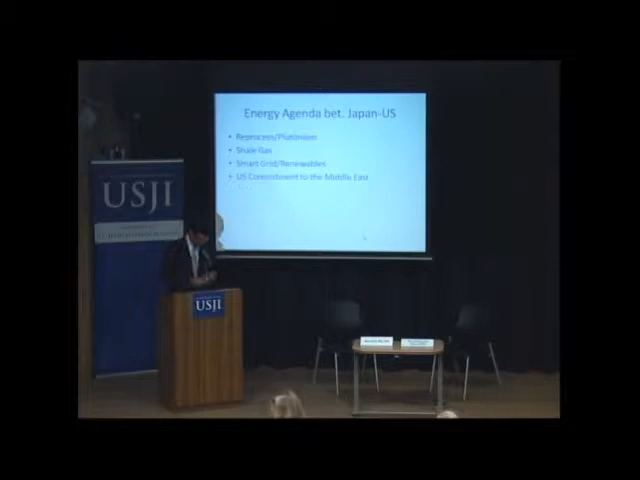 Energy Agenda bet. Japan-US
• Reprocess/Plutonium
• Shale Gas
• Smart Grid/Renewables
• US Commitment to the Middle East
USJI
USJI